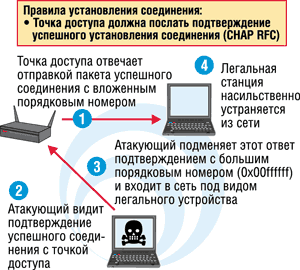 Правила установления соединения:
• Точка доступа должна послать подтверждение
успешного установления соединения (CHAP RFC)
Точка доступа отвечает
отправкой пакета успешного
соединения с вложенным
порядковым номером
1
4
Легальная
станция
насильственно
устраняется
из сети
3
Атакующий подменяет этот ответ
подтверждением с большим
порядковым номером (0x00ffffff)
и входит в сеть под видом
легального устройства
2
Атакующий видит
подтверждение
успешного соеди-
нения с точкой
доступа